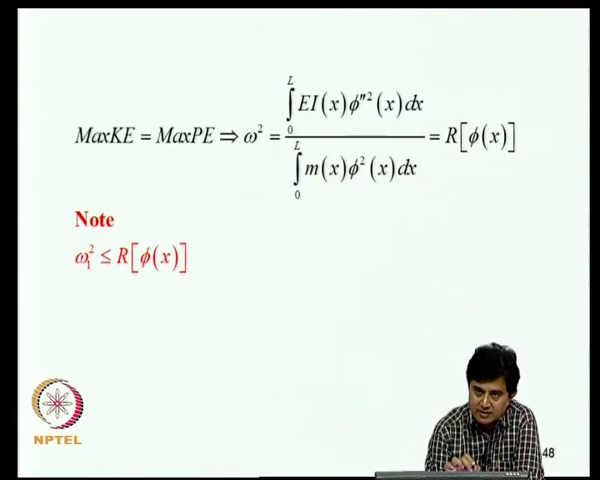 MaxKE = MaxPE ⇒ ω² = ∫₀ᴸ EI(x)φ″²(x)dx / ∫₀ᴸ m(x)φ²(x)dx = R[φ(x)]
Note
ω₁² ≤ R[φ(x)]
NPTEL
48